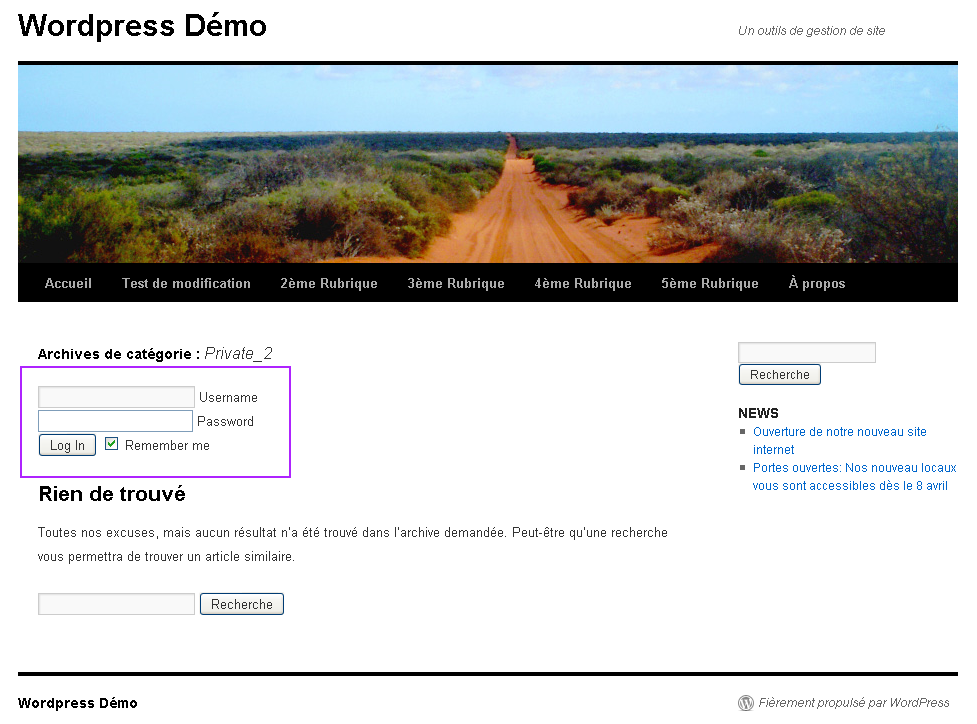 Wordpress Démo
Un outils de gestion de site
Accueil Test de modification 2ème Rubrique 3ème Rubrique 4ème Rubrique 5ème Rubrique À propos
Archives de catégorie : Private_2
Username
Password
Log In Remember me
Rien de trouvé
Toutes nos excuses, mais aucun résultat n'a été trouvé dans l'archive demandée. Peut-être qu'une recherche
vous permettra de trouver un article similaire.
Recherche
Recherche
NEWS
Ouverture de notre nouveau site
internet
Portes ouvertes: Nos nouveau locaux
vous sont accessibles dès le 8 avril
Wordpress Démo
Fièrement propulsé par WordPress